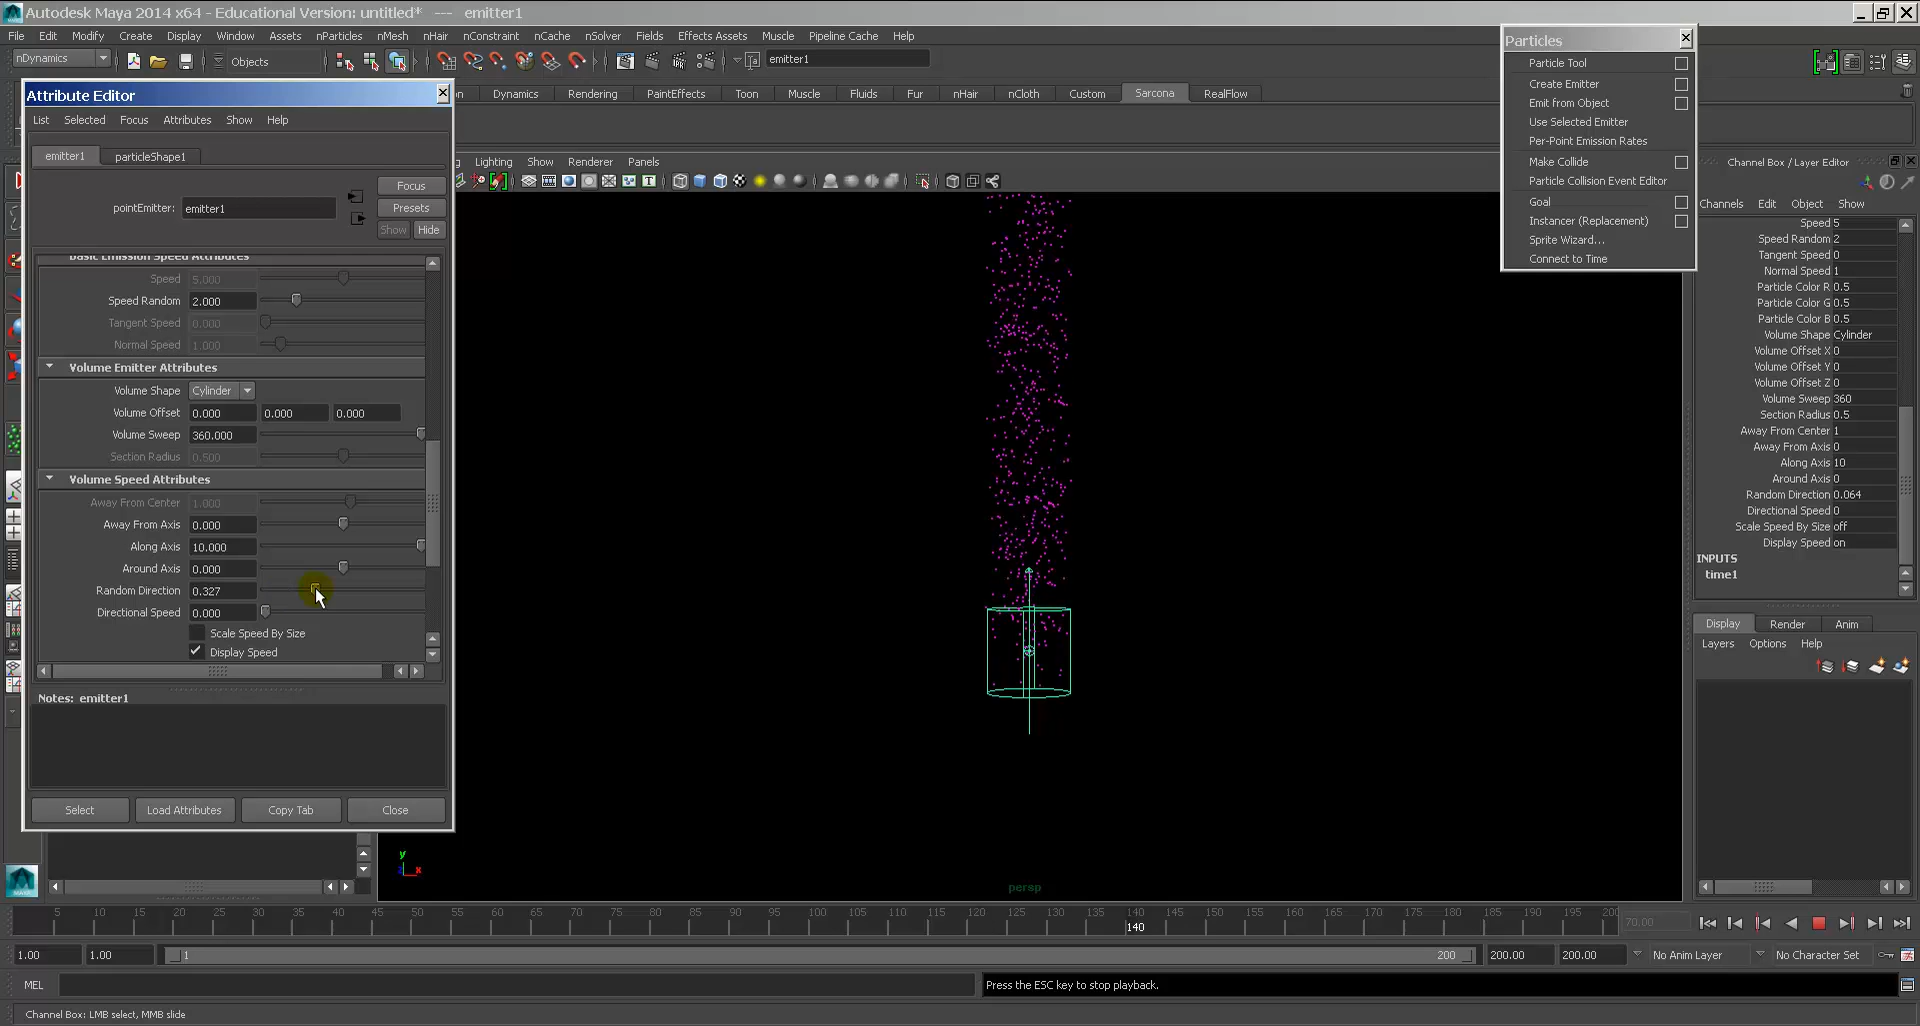 Autodesk Maya 2014 x64 - Educational Version: untitled* --- emitter1
File Edit Modify Create Display Window Assets nParticles nMesh nHair nConstraint nCache nSolver Fields Effects Assets Muscle Pipeline Cache Help
nDynamics Objects emitter1
Dynamics Rendering PaintEffects Toon Muscle Fluids Fur nHair nCloth Custom Sarcona RealFlow
Lighting Show Renderer Panels
Attribute Editor
List Selected Focus Attributes Show Help
emitter1 particleShape1
Focus
pointEmitter: emitter1
Presets
Show Hide
Basic Emission Speed Attributes
Speed 5.000
Speed Random 2.000
Tangent Speed 0.000
Normal Speed 1.000
Volume Emitter Attributes
Volume Shape Cylinder
Volume Offset 0.000 0.000 0.000
Volume Sweep 360.000
Section Radius 0.500
Volume Speed Attributes
Away From Center 1.000
Away From Axis 0.000
Along Axis 10.000
Around Axis 0.000
Random Direction 0.327
Directional Speed 0.000
Scale Speed By Size
Display Speed
Notes: emitter1
Select Load Attributes Copy Tab Close
Particles
Particle Tool
Create Emitter
Emit from Object
Use Selected Emitter
Per-Point Emission Rates
Make Collide
Particle Collision Event Editor
Goal
Instancer (Replacement)
Sprite Wizard...
Connect to Time
Channel Box / Layer Editor
Channels Edit Object Show
Speed 5
Speed Random 2
Tangent Speed 0
Normal Speed 1
Particle Color R 0.5
Particle Color G 0.5
Particle Color B 0.5
Volume Shape Cylinder
Volume Offset X 0
Volume Offset Y 0
Volume Offset Z 0
Volume Sweep 360
Section Radius 0.5
Away From Center 1
Away From Axis 0
Along Axis 10
Around Axis 0
Random Direction 0.064
Directional Speed 0
Scale Speed By Size off
Display Speed on
INPUTS
time1
Display Render Anim
Layers Options Help
y
z x
persp
5 10 15 20 25 30 35 40 45 50 55 60 65 70 75 80 85 90 95 100 105 110 115 120 125 130 135 140 145 150 155 160 165 170 175 180 185 190 195 200
140
70.00
1.00 1.00 1 200 200.00 200.00 No Anim Layer No Character Set
MEL Press the ESC key to stop playback.
Channel Box: LMB select, MMB slide